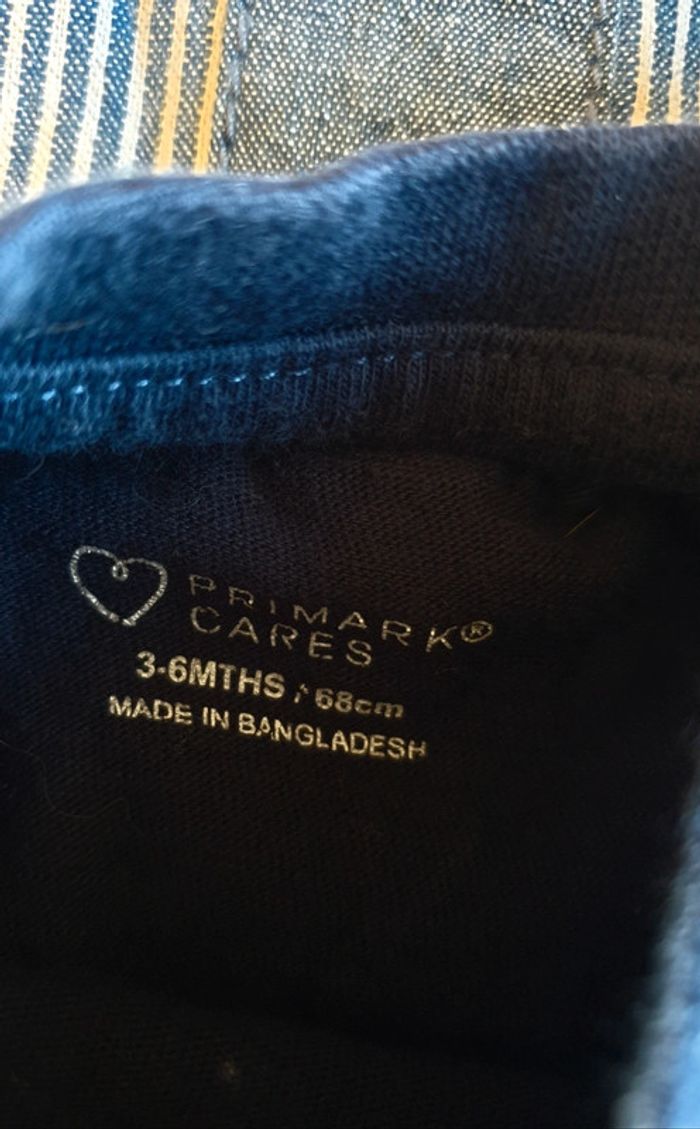 PRIMARK®
CARES
3-6MTHS / 68cm
MADE IN BANGLADESH